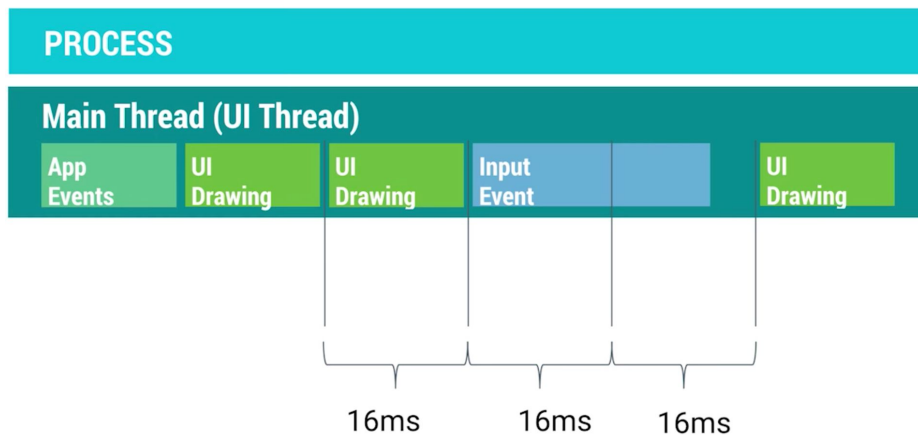 PROCESS
Main Thread (UI Thread)
App
Events
UI
Drawing
UI
Drawing
Input
Event
UI
Drawing
16ms
16ms
16ms